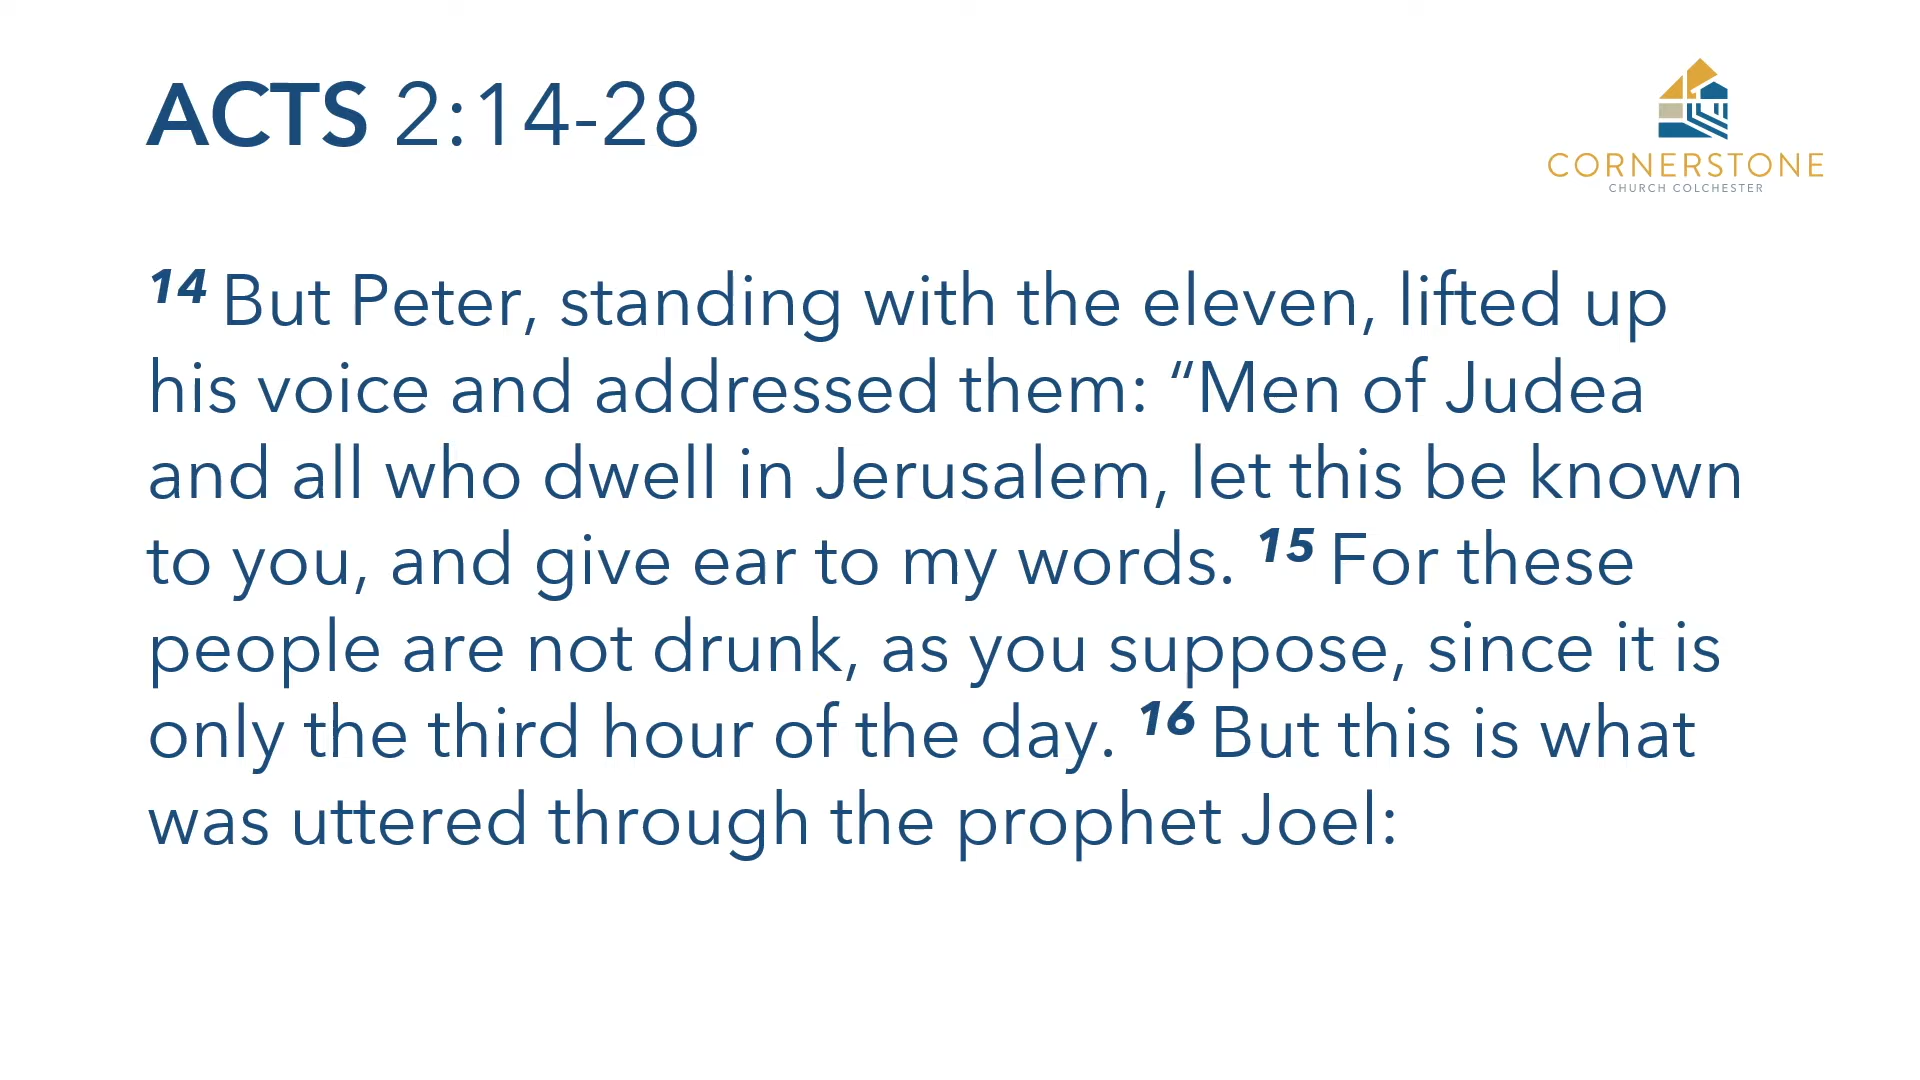 ACTS 2:14-28
CORNERSTONE
CHURCH COLCHESTER
14 But Peter, standing with the eleven, lifted up
his voice and addressed them: “Men of Judea
and all who dwell in Jerusalem, let this be known
to you, and give ear to my words. 15 For these
people are not drunk, as you suppose, since it is
only the third hour of the day. 16 But this is what
was uttered through the prophet Joel: